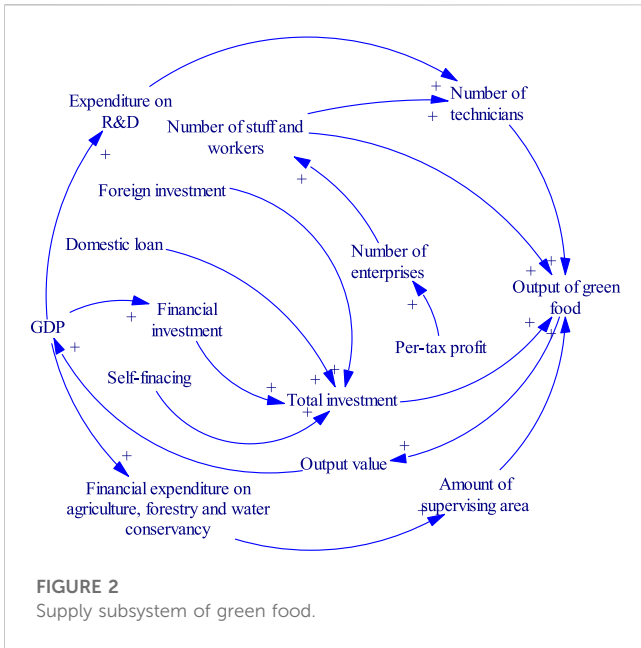 Expenditure on
R&D
+
+
Number of
technicians
+
Number of stuff and
workers
+
Foreign investment
Domestic loan
Number of
enterprises
+
+
+
Output of green
food
GDP
+
+
Financial
investment
+
+
Per-tax profit
Self-finacing
+
+
+
+
Total investment
+
Output value
+
Financial expenditure on
agriculture, forestry and water
conservancy
Amount of
supervising area
+
FIGURE 2
Supply subsystem of green food.